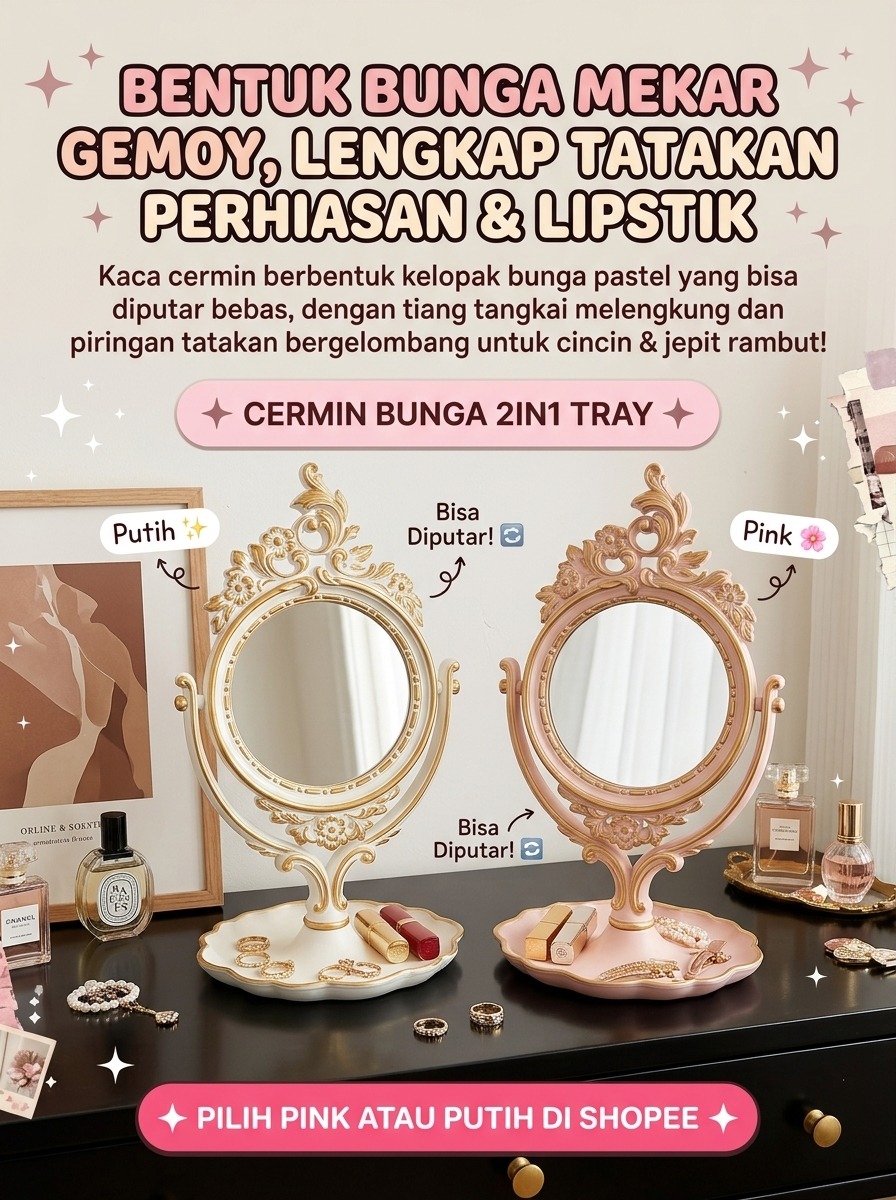 BENTUK BUNGA MEKAR
GEMOY, LENGKAP TATAKAN
PERHIASAN & LIPSTIK
Kaca cermin berbentuk kelopak bunga pastel yang bisa
diputar bebas, dengan tiang tangkai melengkung dan
piringan tatakan bergelombang untuk cincin & jepit rambut!
CERMIN BUNGA 2IN1 TRAY
Putih ✨
Bisa
Diputar! 🔄
Pink 🌸
Bisa
Diputar! 🔄
ORLINE &
PILIH PINK ATAU PUTIH DI SHOPEE